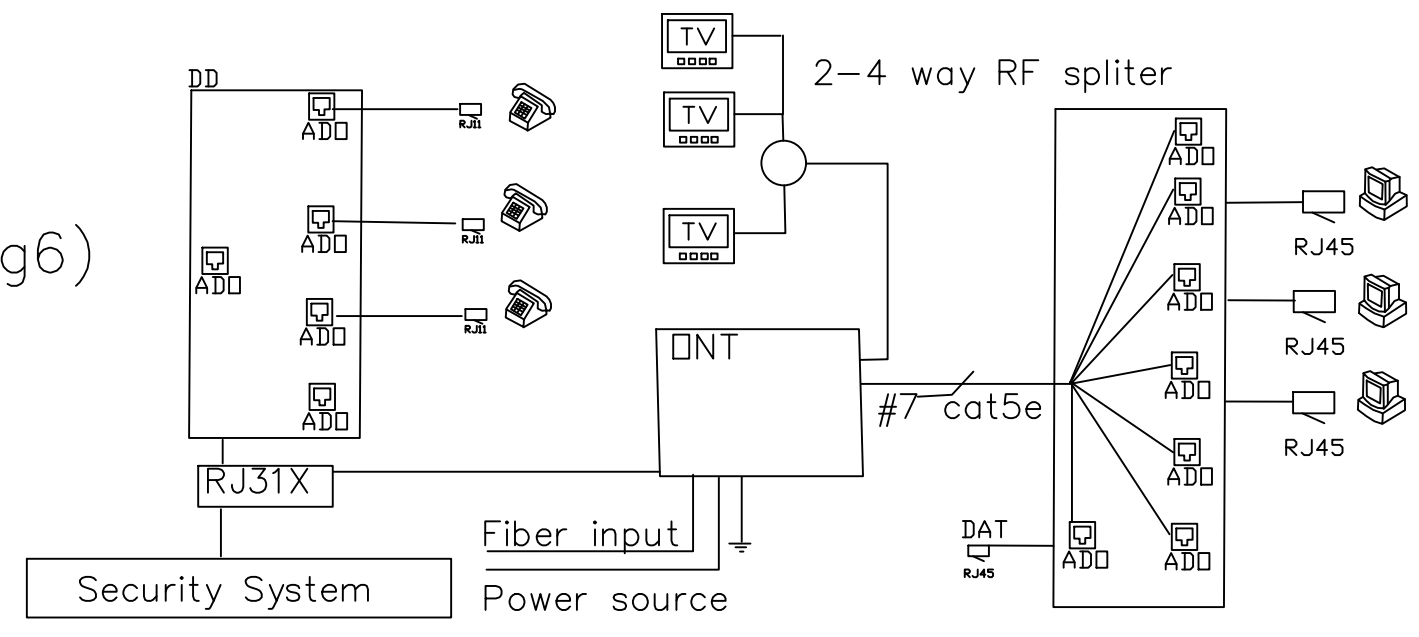 DD
ADO
RJ11
TV
2-4 way RF spliter
TV
ADO
TV
ADO
ADO
RJ11
g6)
ADO
RJ45
ADO
ADO
RJ11
ADO
ONT
RJ45
ADO
#7 cat5e
ADO
RJ45
RJ31X
ADO
Fiber input
DAT
RJ45
ADO
ADO
Security System
Power source